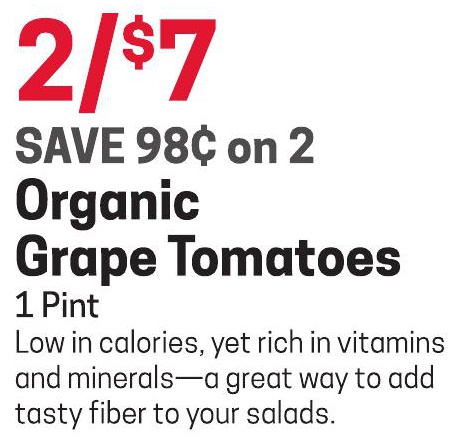 2/$7
SAVE 98¢ on 2
Organic
Grape Tomatoes
1 Pint
Low in calories, yet rich in vitamins
and minerals—a great way to add
tasty fiber to your salads.